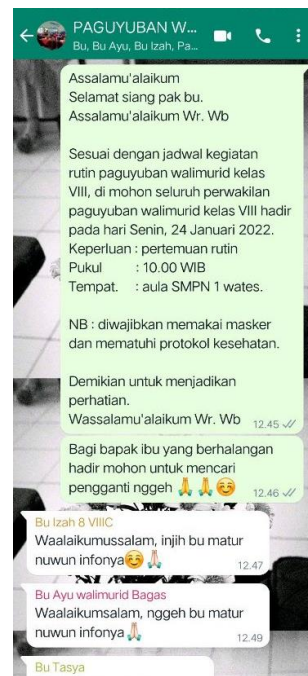 PAGUYUBAN W...
Bu, Bu Ayu, Bu Izah, Pa...
Assalamu'alaikum
Selamat siang pak bu.
Assalamu'alaikum Wr. Wb
Sesuai dengan jadwal kegiatan
rutin paguyuban walimurid kelas
VIII, di mohon seluruh perwakilan
paguyuban walimurid kelas VIII hadir
pada hari Senin, 24 Januari 2022.
Keperluan : pertemuan rutin
Pukul : 10.00 WIB
Tempat. : aula SMPN 1 wates.
NB : diwajibkan memakai masker
dan mematuhi protokol kesehatan.
Demikian untuk menjadikan
perhatian.
Wassalamu'alaikum Wr. Wb 12.45
Bagi bapak ibu yang berhalangan
hadir mohon untuk mencari
pengganti nggeh 🙏🙏☺️ 12.46
Bu Izah 8 VIIIC
Waalaikumussalam, injih bu matur
nuwun infonya☺️🙏 12.47
Bu Ayu walimurid Bagas
Waalaikumsalam, nggeh bu matur
nuwun infonya🙏 12.49
Bu Tasya